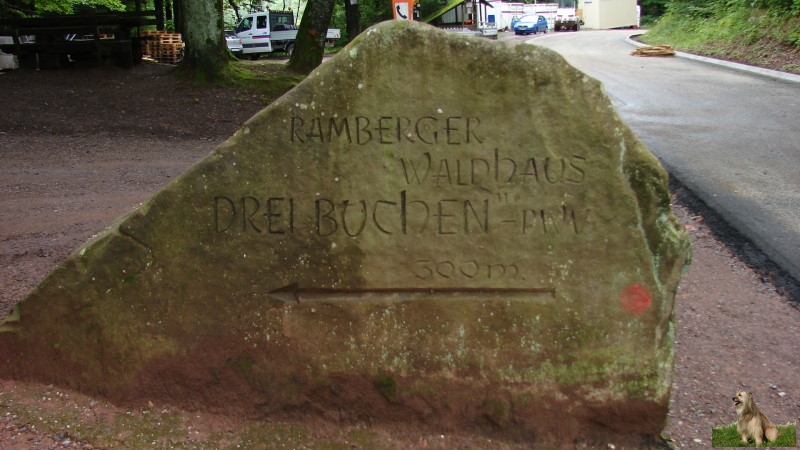 RAMBERGER
WALDHAUS
DREI BUCHEN"-PWV
300 m.